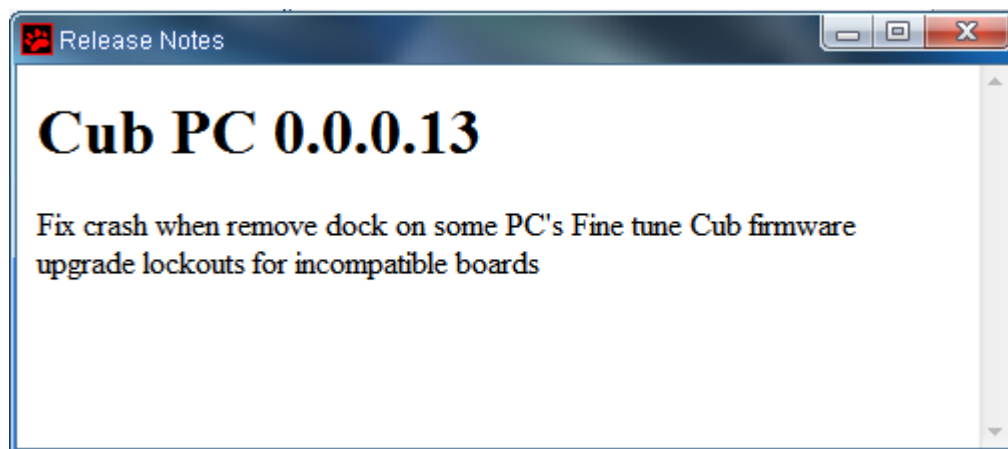 Release Notes
Cub PC 0.0.0.13
Fix crash when remove dock on some PC's Fine tune Cub firmware
upgrade lockouts for incompatible boards